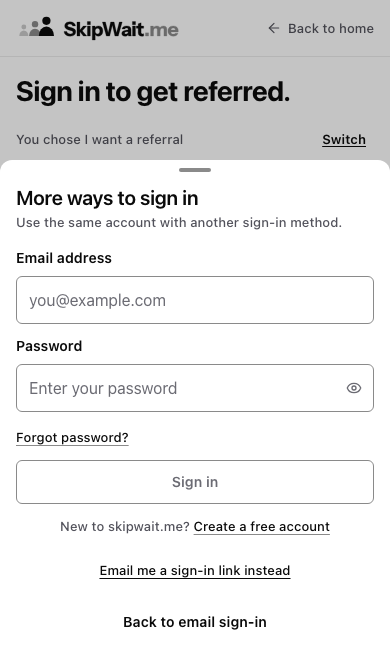 SkipWait.me
← Back to home
Sign in to get referred.
You chose I want a referral
Switch
More ways to sign in
Use the same account with another sign-in method.
Email address
you@example.com
Password
Enter your password
Forgot password?
Sign in
New to skipwait.me? Create a free account
Email me a sign-in link instead
Back to email sign-in